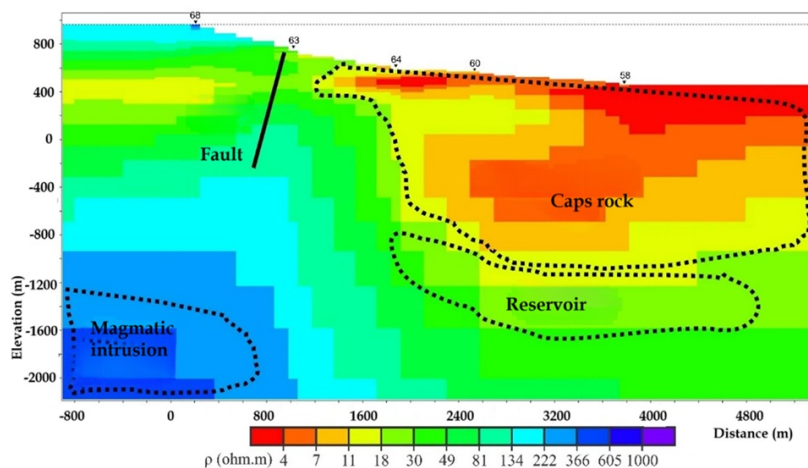 68
63
64
60
58
800
400
0
-400
-800
-1200
-1600
-2000
Elevation (m)
Fault
Caps rock
Reservoir
Magmatic
intrusion
-800 0 800 1600 2400 3200 4000 4800
Distance (m)
ρ (ohm.m) 4 7 11 18 30 49 81 134 222 366 605 1000